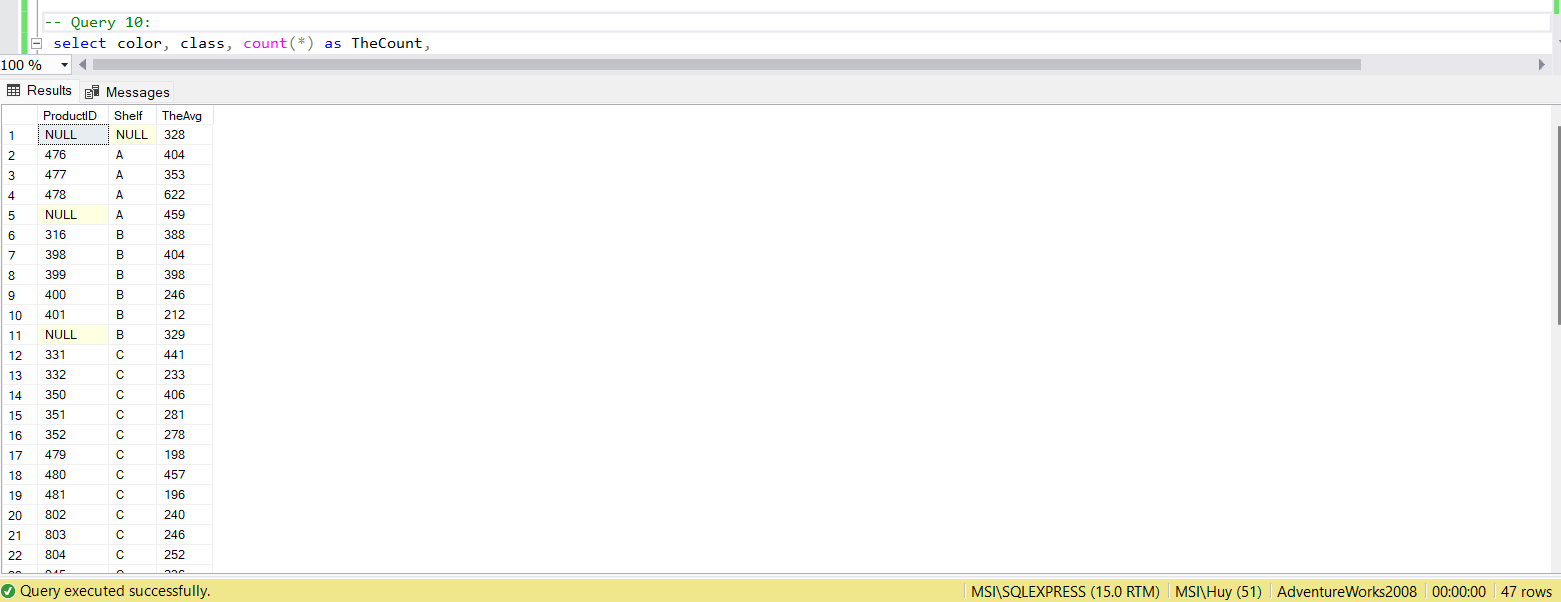 -- Query 10:
select color, class, count(*) as TheCount,
100 %
Results Messages
ProductID Shelf TheAvg
1 NULL NULL 328
2 476 A 404
3 477 A 353
4 478 A 622
5 NULL A 459
6 316 B 388
7 398 B 404
8 399 B 398
9 400 B 246
10 401 B 212
11 NULL B 329
12 331 C 441
13 332 C 233
14 350 C 406
15 351 C 281
16 352 C 278
17 479 C 198
18 480 C 457
19 481 C 196
20 802 C 240
21 803 C 246
22 804 C 252
Query executed successfully. MSI\SQLEXPRESS (15.0 RTM) MSI\Huy (51) AdventureWorks2008 00:00:00 47 rows